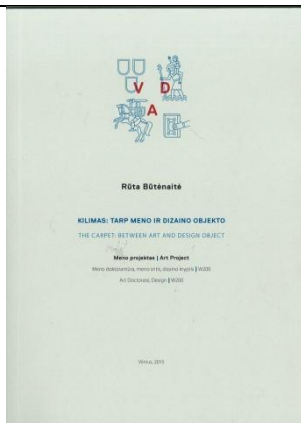 V D
A
Rūta Būtėnaitė
KILIMAS: TARP MENO IR DIZAINO OBJEKTO
THE CARPET: BETWEEN ART AND DESIGN OBJECT
Meno projektas | Art Project
Meno doktorantūra, meno sritis, dizaino kryptis | W200
Art Doctorate, Design | W200
Vilnius, 2015